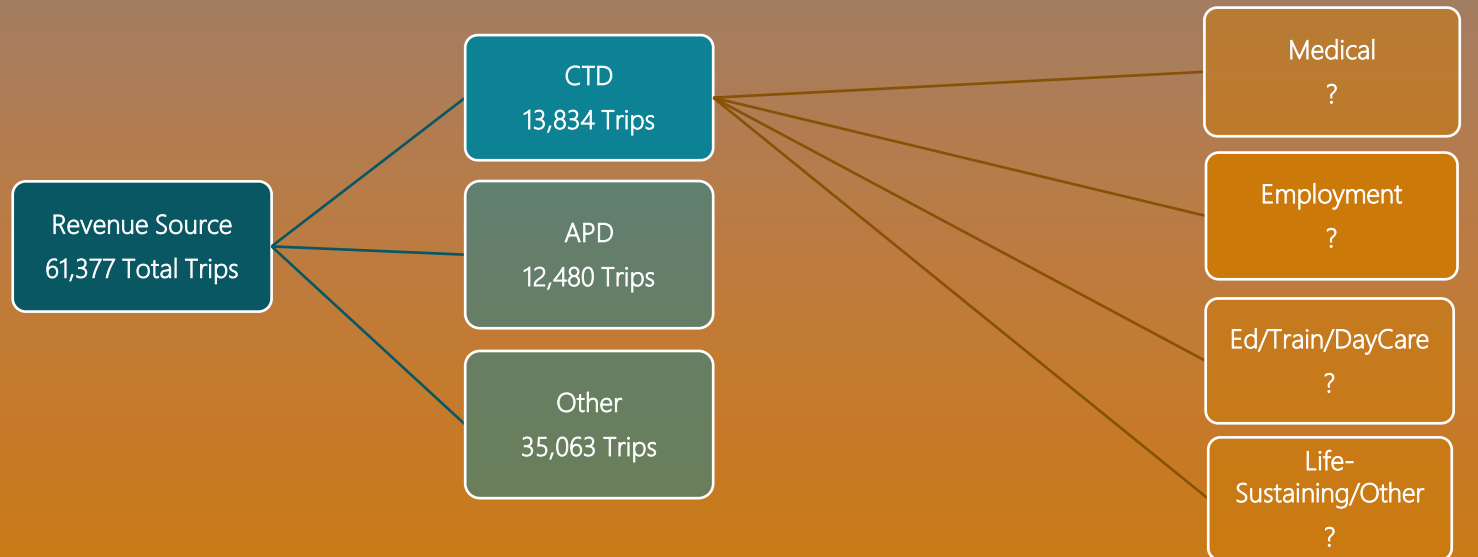 Revenue Source
61,377 Total Trips
CTD
13,834 Trips
APD
12,480 Trips
Other
35,063 Trips
Medical
?
Employment
?
Ed/Train/DayCare
?
Life-
Sustaining/Other
?